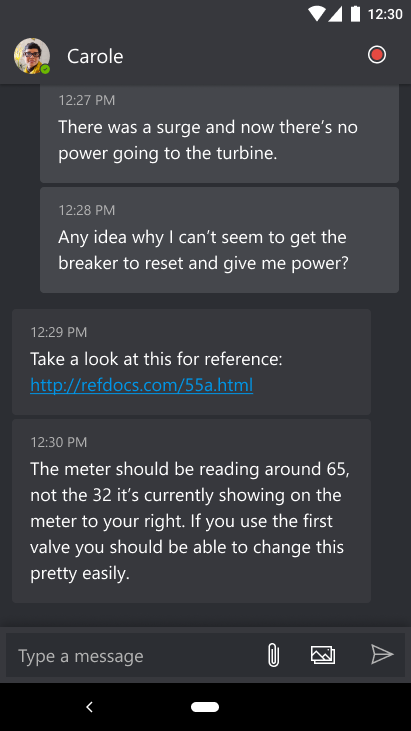 12:30
Carole
12:27 PM
There was a surge and now there’s no
power going to the turbine.
12:28 PM
Any idea why I can’t seem to get the
breaker to reset and give me power?
12:29 PM
Take a look at this for reference:
http://refdocs.com/55a.html
12:30 PM
The meter should be reading around 65,
not the 32 it’s currently showing on the
meter to your right. If you use the first
valve you should be able to change this
pretty easily.
Type a message